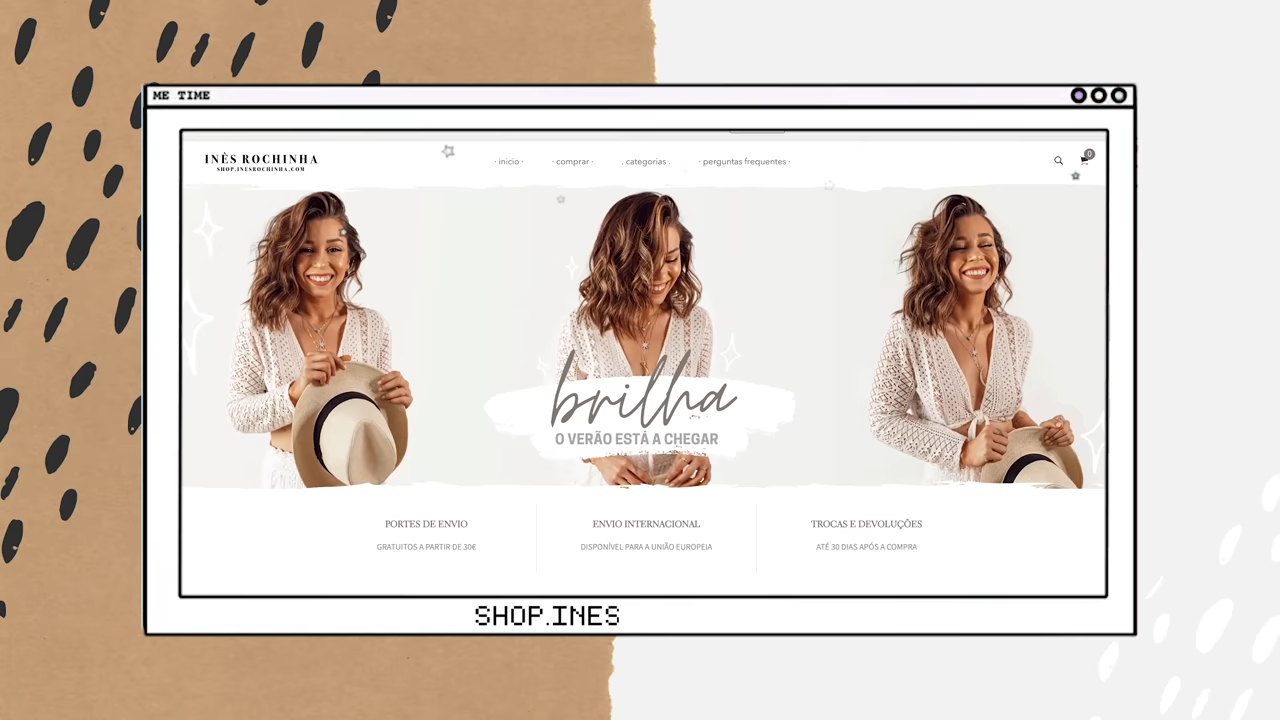 ME TIME
INÊS ROCHINHA
SHOP.INESROCHINHA.COM
· inicio ·
· comprar ·
. categorias .
· perguntas frequentes ·
0
brilha
O VERÃO ESTÁ A CHEGAR
PORTES DE ENVIO
GRATUITOS A PARTIR DE 30€
ENVIO INTERNACIONAL
DISPONÍVEL PARA A UNIÃO EUROPEIA
TROCAS E DEVOLUÇÕES
ATÉ 30 DIAS APÓS A COMPRA
SHOP.INES